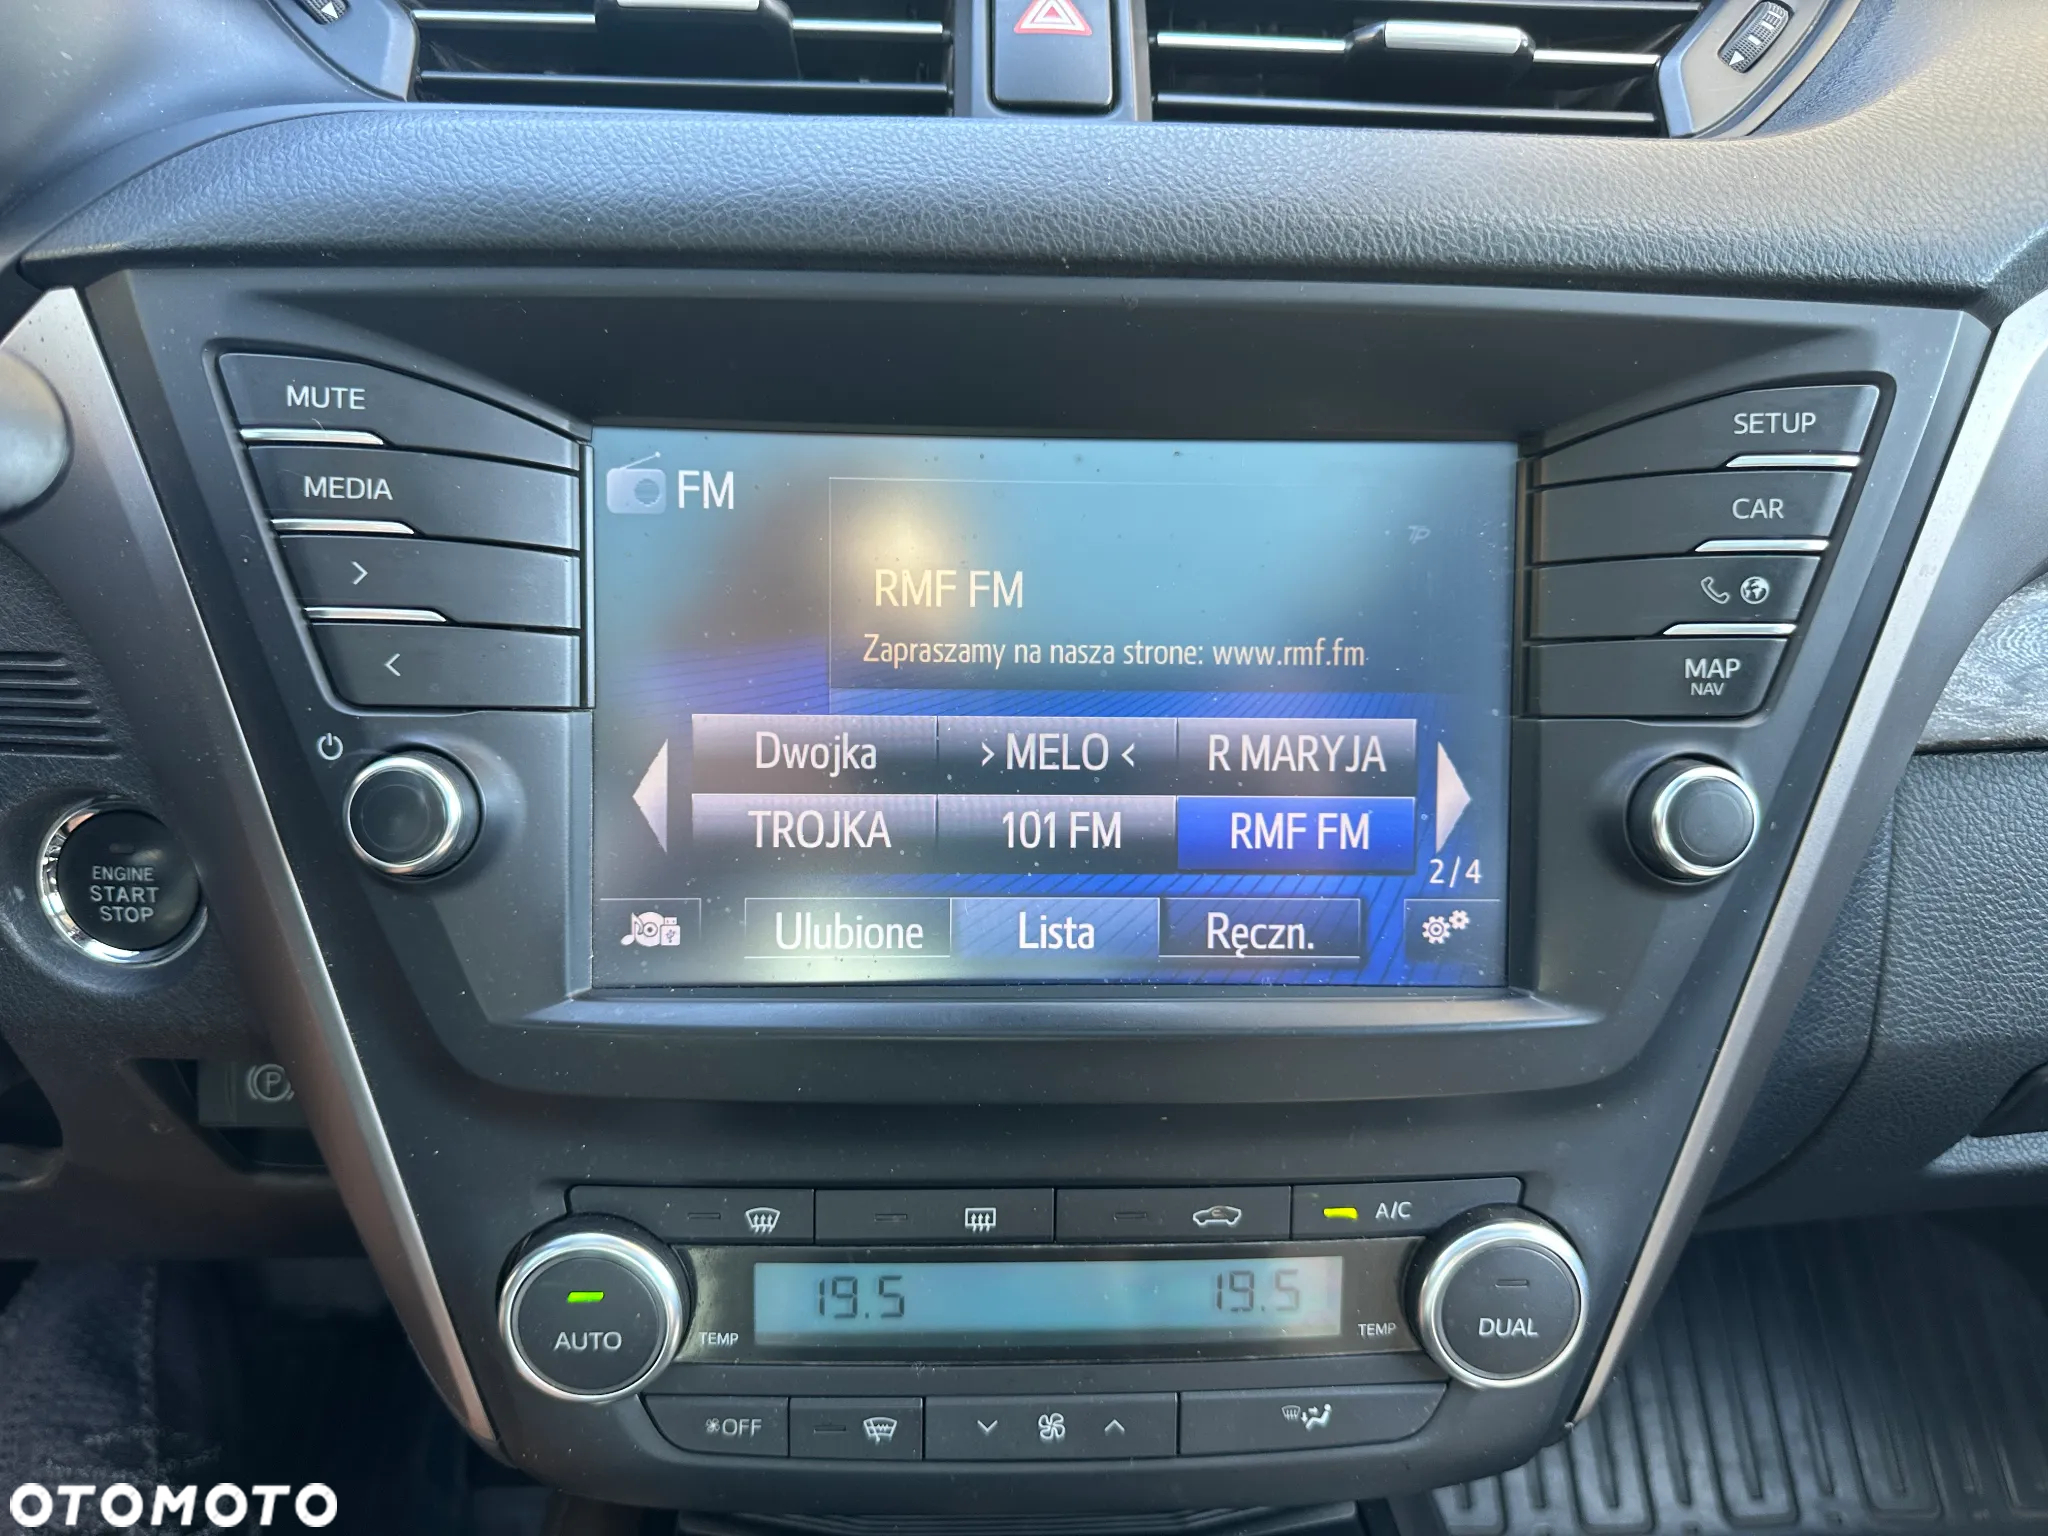 MUTE
MEDIA
>
<
SETUP
CAR
MAP
NAV
FM
TP
RMF FM
Zapraszamy na nasza strone: www.rmf.fm
Dwojka
> MELO <
R MARYJA
TROJKA
101 FM
RMF FM
2/4
Ulubione
Lista
Ręczn.
ENGINE
START
STOP
P
A/C
AUTO
TEMP
19.5
19.5
TEMP
DUAL
OFF
OTOMOTO